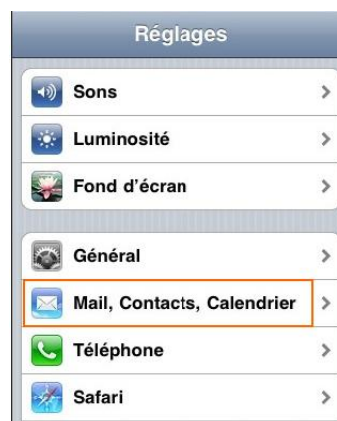 Réglages
Sons
Luminosité
Fond d'écran
Général
Mail, Contacts, Calendrier
Téléphone
Safari